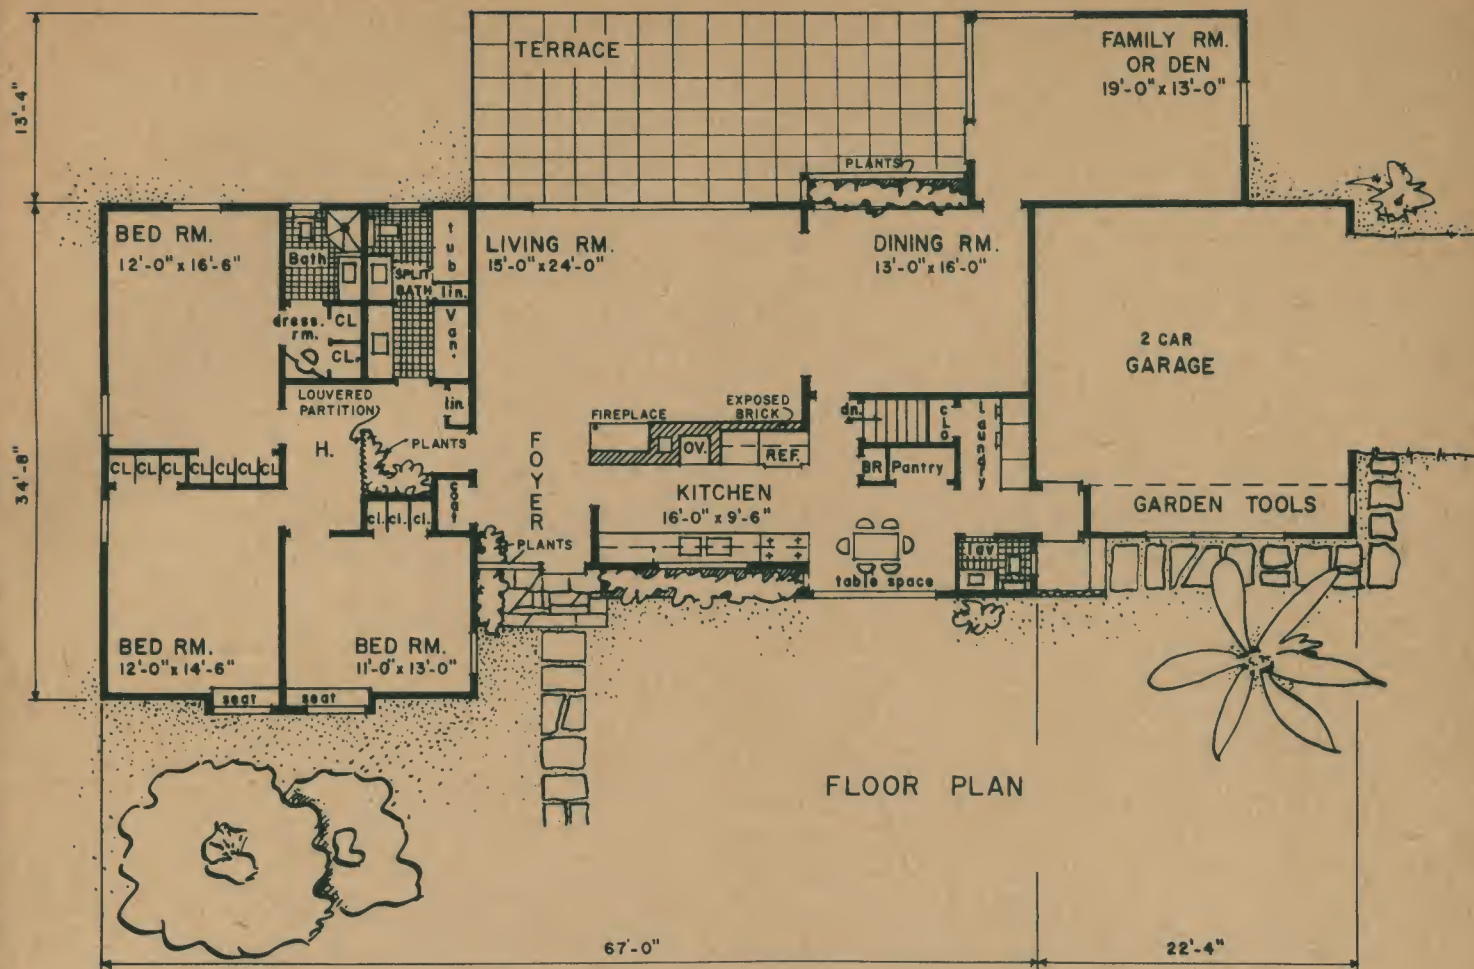 TERRACE
FAMILY RM.
OR DEN
19'-0" x 13'-0"
13'-4"
PLANTS
BED RM.
12'-0" x 16'-6"
Bath
SPLIT
BATH
tub
lin.
LIVING RM.
15'-0" x 24'-0"
DINING RM.
13'-0" x 16'-0"
dress.
rm.
CL
CL.
Van.
2 CAR
GARAGE
LOUVERED
PARTITION
lin.
H.
PLANTS
FOYER
FIREPLACE
EXPOSED
BRICK
OV.
REF.
dn.
CLO
Laundry
BR
Pantry
34'-8"
CL CL CL CL CL CL CL
cl. cl. cl.
coat
KITCHEN
16'-0" x 9'-6"
GARDEN TOOLS
PLANTS
table space
lav
BED RM.
12'-0" x 14'-6"
BED RM.
11'-0" x 13'-0"
seat
seat
FLOOR PLAN
67'-0"
22'-4"